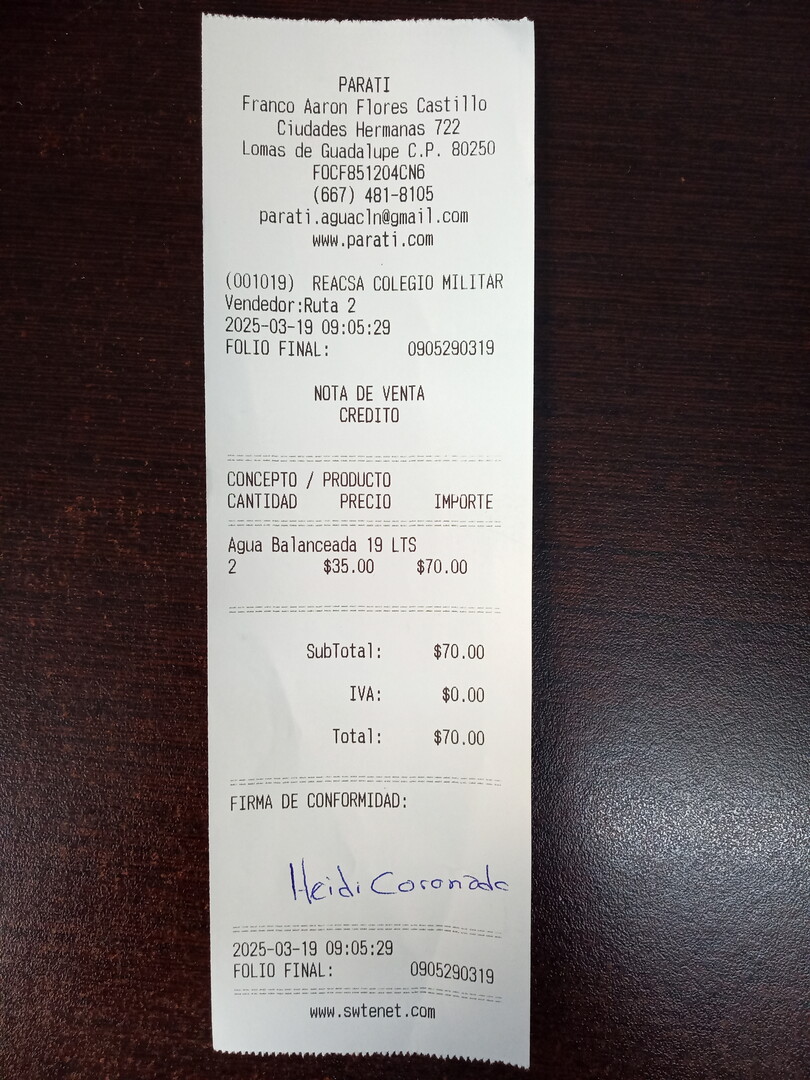 PARATI
Franco Aaron Flores Castillo
Ciudades Hermanas 722
Lomas de Guadalupe C.P. 80250
FOCF851204CN6
(667) 481-8105
parati.aguacln@gmail.com
www.parati.com
(001019) REACSA COLEGIO MILITAR
Vendedor:Ruta 2
2025-03-19 09:05:29
FOLIO FINAL: 0905290319
NOTA DE VENTA
CREDITO
CONCEPTO / PRODUCTO
CANTIDAD PRECIO IMPORTE
Agua Balanceada 19 LTS
2 $35.00 $70.00
SubTotal: $70.00
IVA: $0.00
Total: $70.00
FIRMA DE CONFORMIDAD:
Heidi Coronado
2025-03-19 09:05:29
FOLIO FINAL: 0905290319
www.swtenet.com